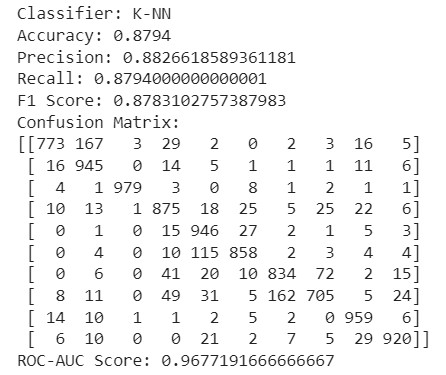 Classifier: K-NN
Accuracy: 0.8794
Precision: 0.8826618589361181
Recall: 0.8794000000000001
F1 Score: 0.8783102757387983
Confusion Matrix:
[[773 167   3  29   2   0   2   3  16   5]
 [ 16 945   0  14   5   1   1   1  11   6]
 [  4   1 979   3   0   8   1   2   1   1]
 [ 10  13   1 875  18  25   5  25  22   6]
 [  0   1   0  15 946  27   2   1   5   3]
 [  0   4   0  10 115 858   2   3   4   4]
 [  0   6   0  41  20  10 834  72   2  15]
 [  8  11   0  49  31   5 162 705   5  24]
 [ 14  10   1   1   2   5   2   0 959   6]
 [  6  10   0   0  21   2   7   5  29 920]]
ROC-AUC Score: 0.9677191666666667